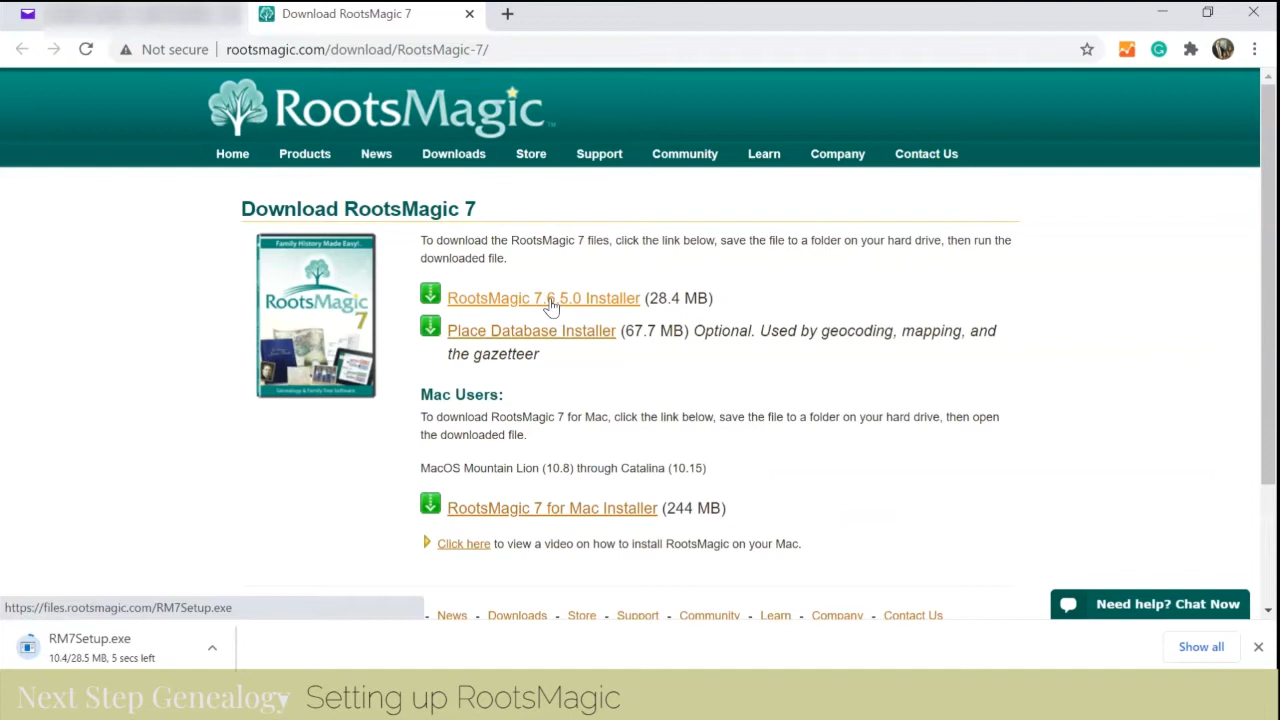 Download RootsMagic 7
Not secure
rootsmagic.com/download/RootsMagic-7/
RootsMagic™
Home Products News Downloads Store Support Community Learn Company Contact Us
Download RootsMagic 7
Family History Made Easy!
RootsMagic
7
Genealogy & Family Tree Software
To download the RootsMagic 7 files, click the link below, save the file to a folder on your hard drive, then run the
downloaded file.
RootsMagic 7.6.5.0 Installer (28.4 MB)
Place Database Installer (67.7 MB) Optional. Used by geocoding, mapping, and
the gazetteer
Mac Users:
To download RootsMagic 7 for Mac, click the link below, save the file to a folder on your hard drive, then open
the downloaded file.
MacOS Mountain Lion (10.8) through Catalina (10.15)
RootsMagic 7 for Mac Installer (244 MB)
Click here to view a video on how to install RootsMagic on your Mac.
https://files.rootsmagic.com/RM7Setup.exe
- News - Downloads - Store - Support - Community - Learn - Company - Contact Us
Need help? Chat Now
RM7Setup.exe
10.4/28.5 MB, 5 secs left
Show all
Next Step Genealogy Setting up RootsMagic